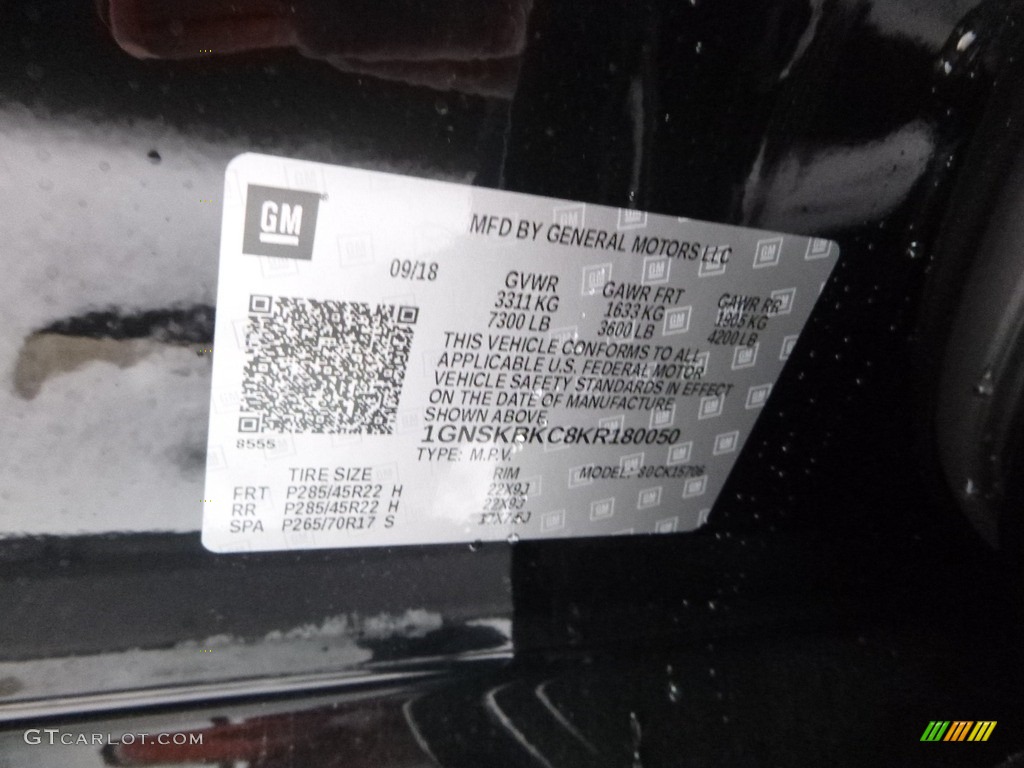 GM
MFD BY GENERAL MOTORS LLC
09/18
GVWR GAWR FRT GAWR RR
3311 KG 1633 KG 1905 KG
7300 LB 3600 LB 4200 LB
THIS VEHICLE CONFORMS TO ALL
APPLICABLE U.S. FEDERAL MOTOR
VEHICLE SAFETY STANDARDS IN EFFECT
ON THE DATE OF MANUFACTURE
SHOWN ABOVE.
1GNSKBKC8KR180050
8555
TYPE: M.P.V.
TIRE SIZE RIM MODEL: S0CK15706
FRT P285/45R22 H 22X9J
RR P285/45R22 H 22X9J
SPA P265/70R17 S 17X7.5J
GTCARLOT.COM